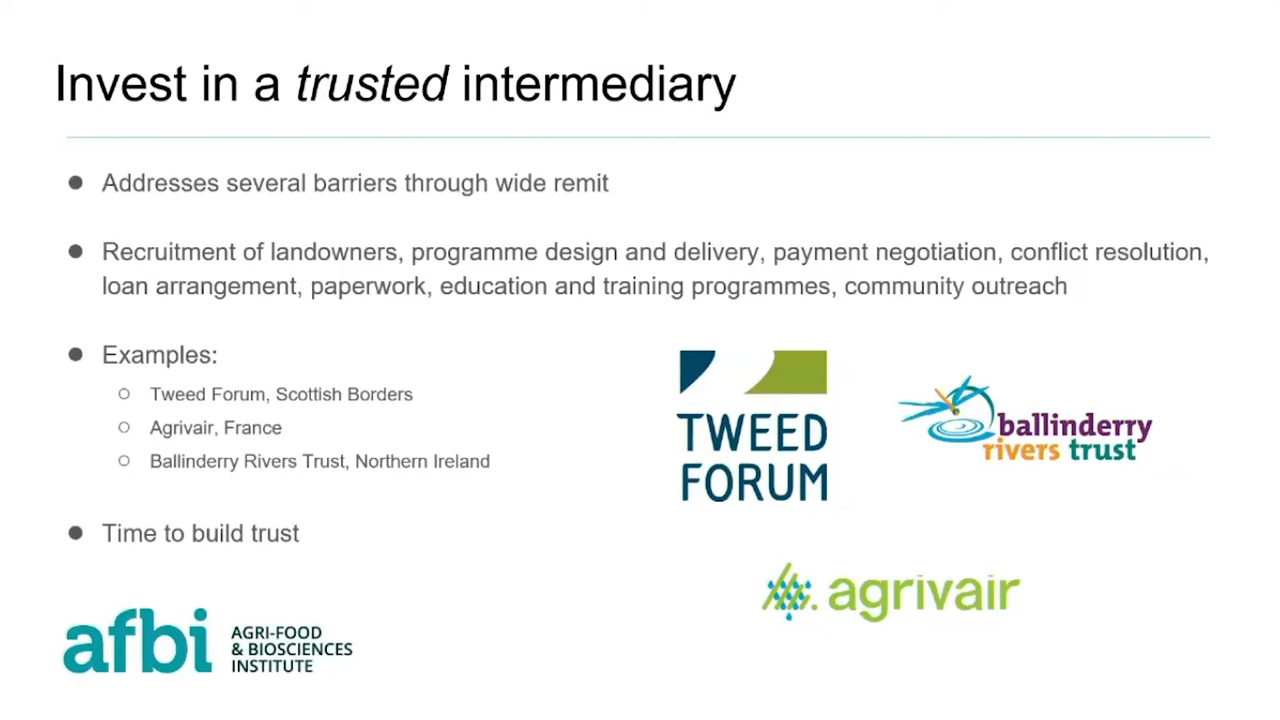 Invest in a trusted intermediary
● Addresses several barriers through wide remit
● Recruitment of landowners, programme design and delivery, payment negotiation, conflict resolution,
loan arrangement, paperwork, education and training programmes, community outreach
● Examples:
○ Tweed Forum, Scottish Borders
○ Agrivair, France
○ Ballinderry Rivers Trust, Northern Ireland
● Time to build trust
TWEED
FORUM
ballinderry
rivers trust
agrivair
afbi
AGRI-FOOD
& BIOSCIENCES
INSTITUTE